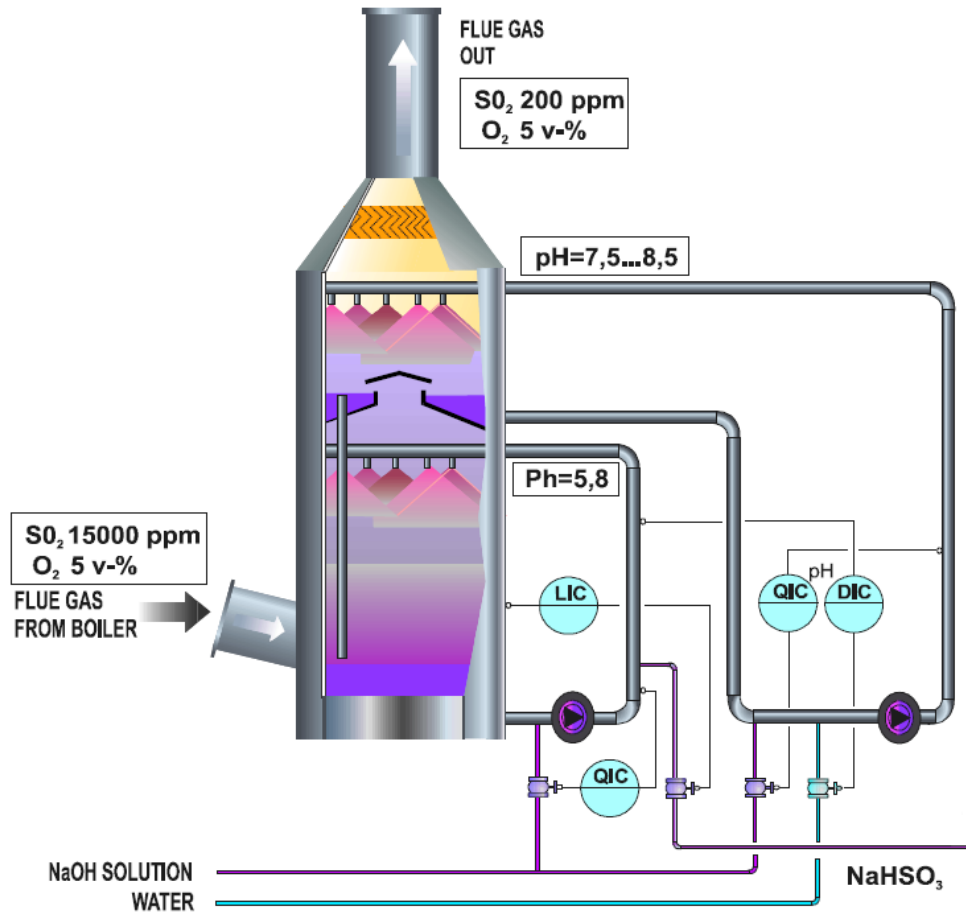 FLUE GAS
OUT
S0₂ 200 ppm
O₂ 5 v-%
pH=7,5...8,5
Ph=5,8
S0₂ 15000 ppm
O₂ 5 v-%
FLUE GAS
FROM BOILER
LIC
pH
QIC
DIC
QIC
NaOH SOLUTION
WATER
NaHSO₃